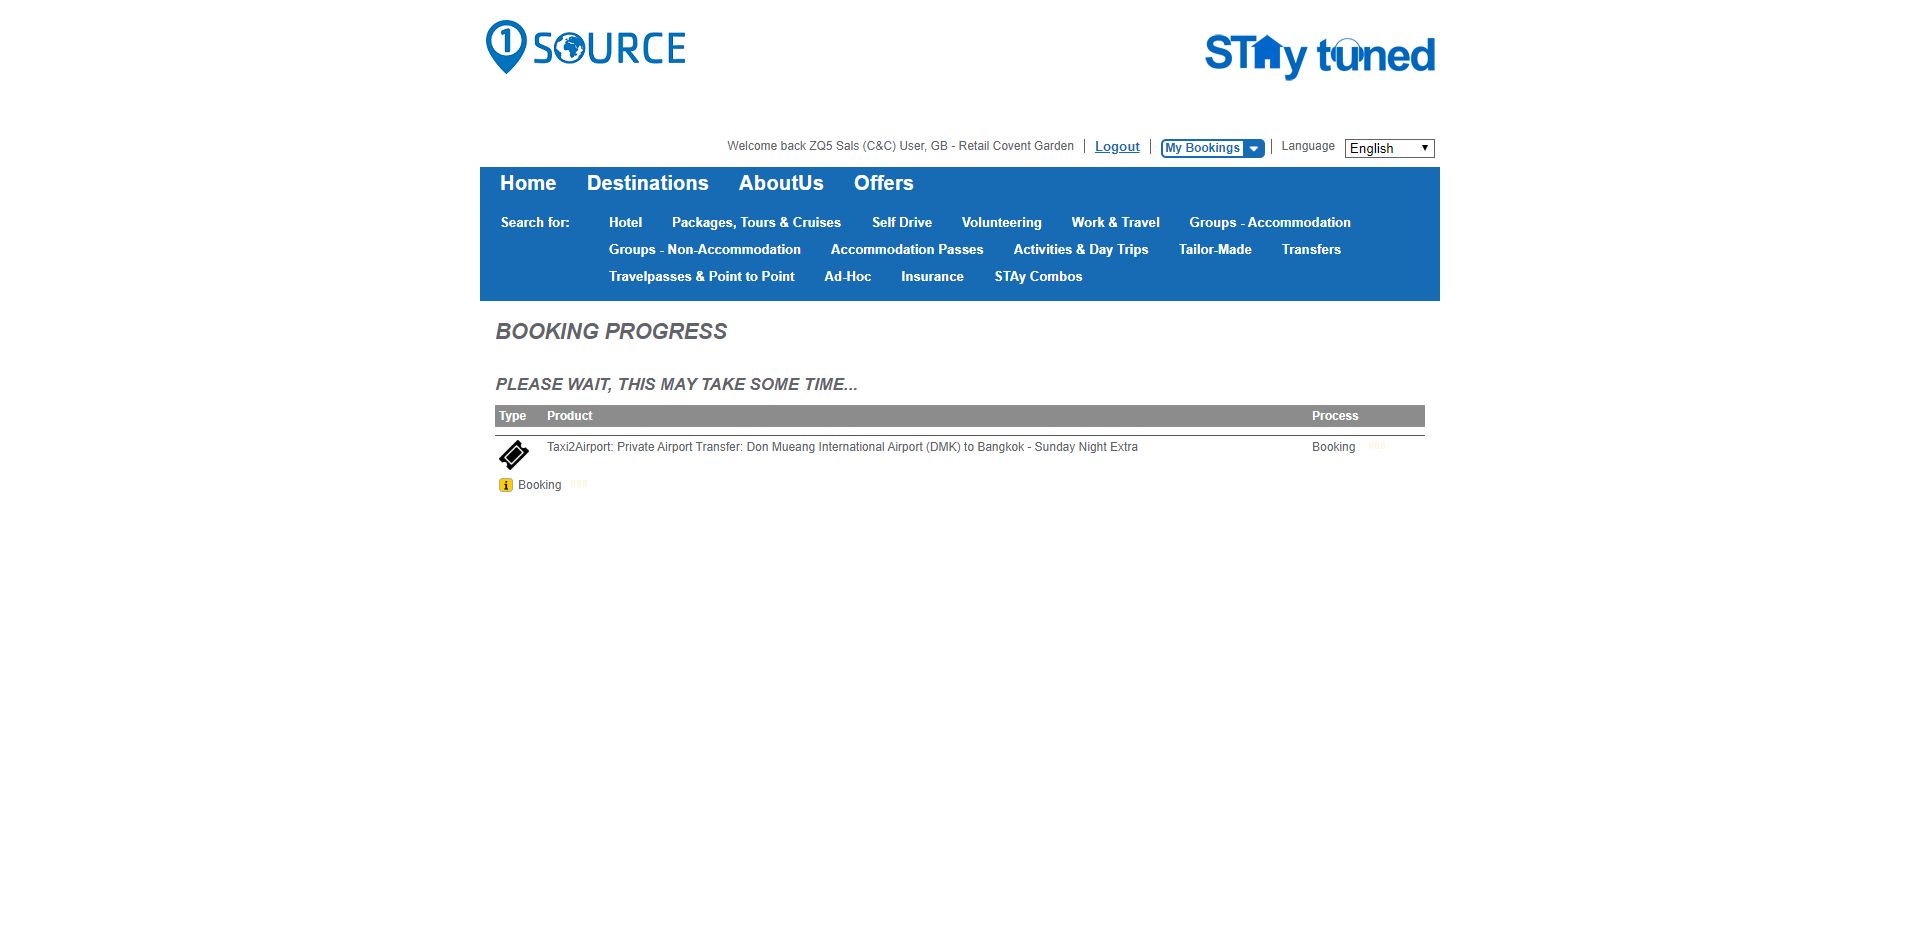 1 SOURCE
STAy tuned
Welcome back ZQ5 Sals (C&C) User, GB - Retail Covent Garden
Logout
My Bookings
Language
English
Home Destinations AboutUs Offers
Search for: Hotel Packages, Tours & Cruises Self Drive Volunteering Work & Travel Groups - Accommodation
Groups - Non-Accommodation Accommodation Passes Activities & Day Trips Tailor-Made Transfers
Travelpasses & Point to Point Ad-Hoc Insurance STAy Combos
BOOKING PROGRESS
PLEASE WAIT, THIS MAY TAKE SOME TIME...
Type Product Process
Taxi2Airport: Private Airport Transfer: Don Mueang International Airport (DMK) to Bangkok - Sunday Night Extra Booking
i Booking